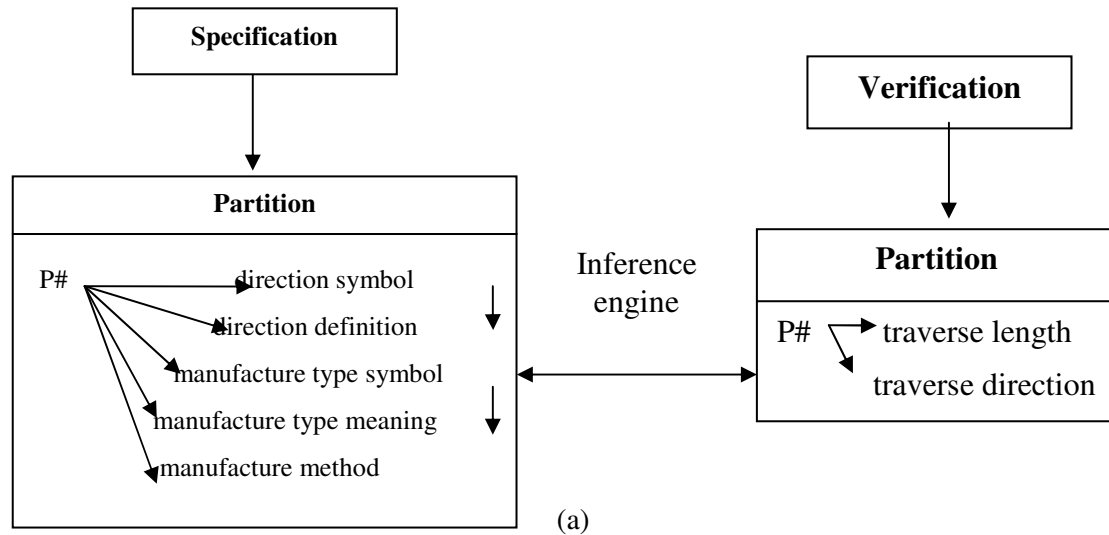 Specification
Partition
P#
direction symbol
direction definition
manufacture type symbol
manufacture type meaning
manufacture method
Inference
engine
Verification
Partition
P#
traverse length
traverse direction
(a)